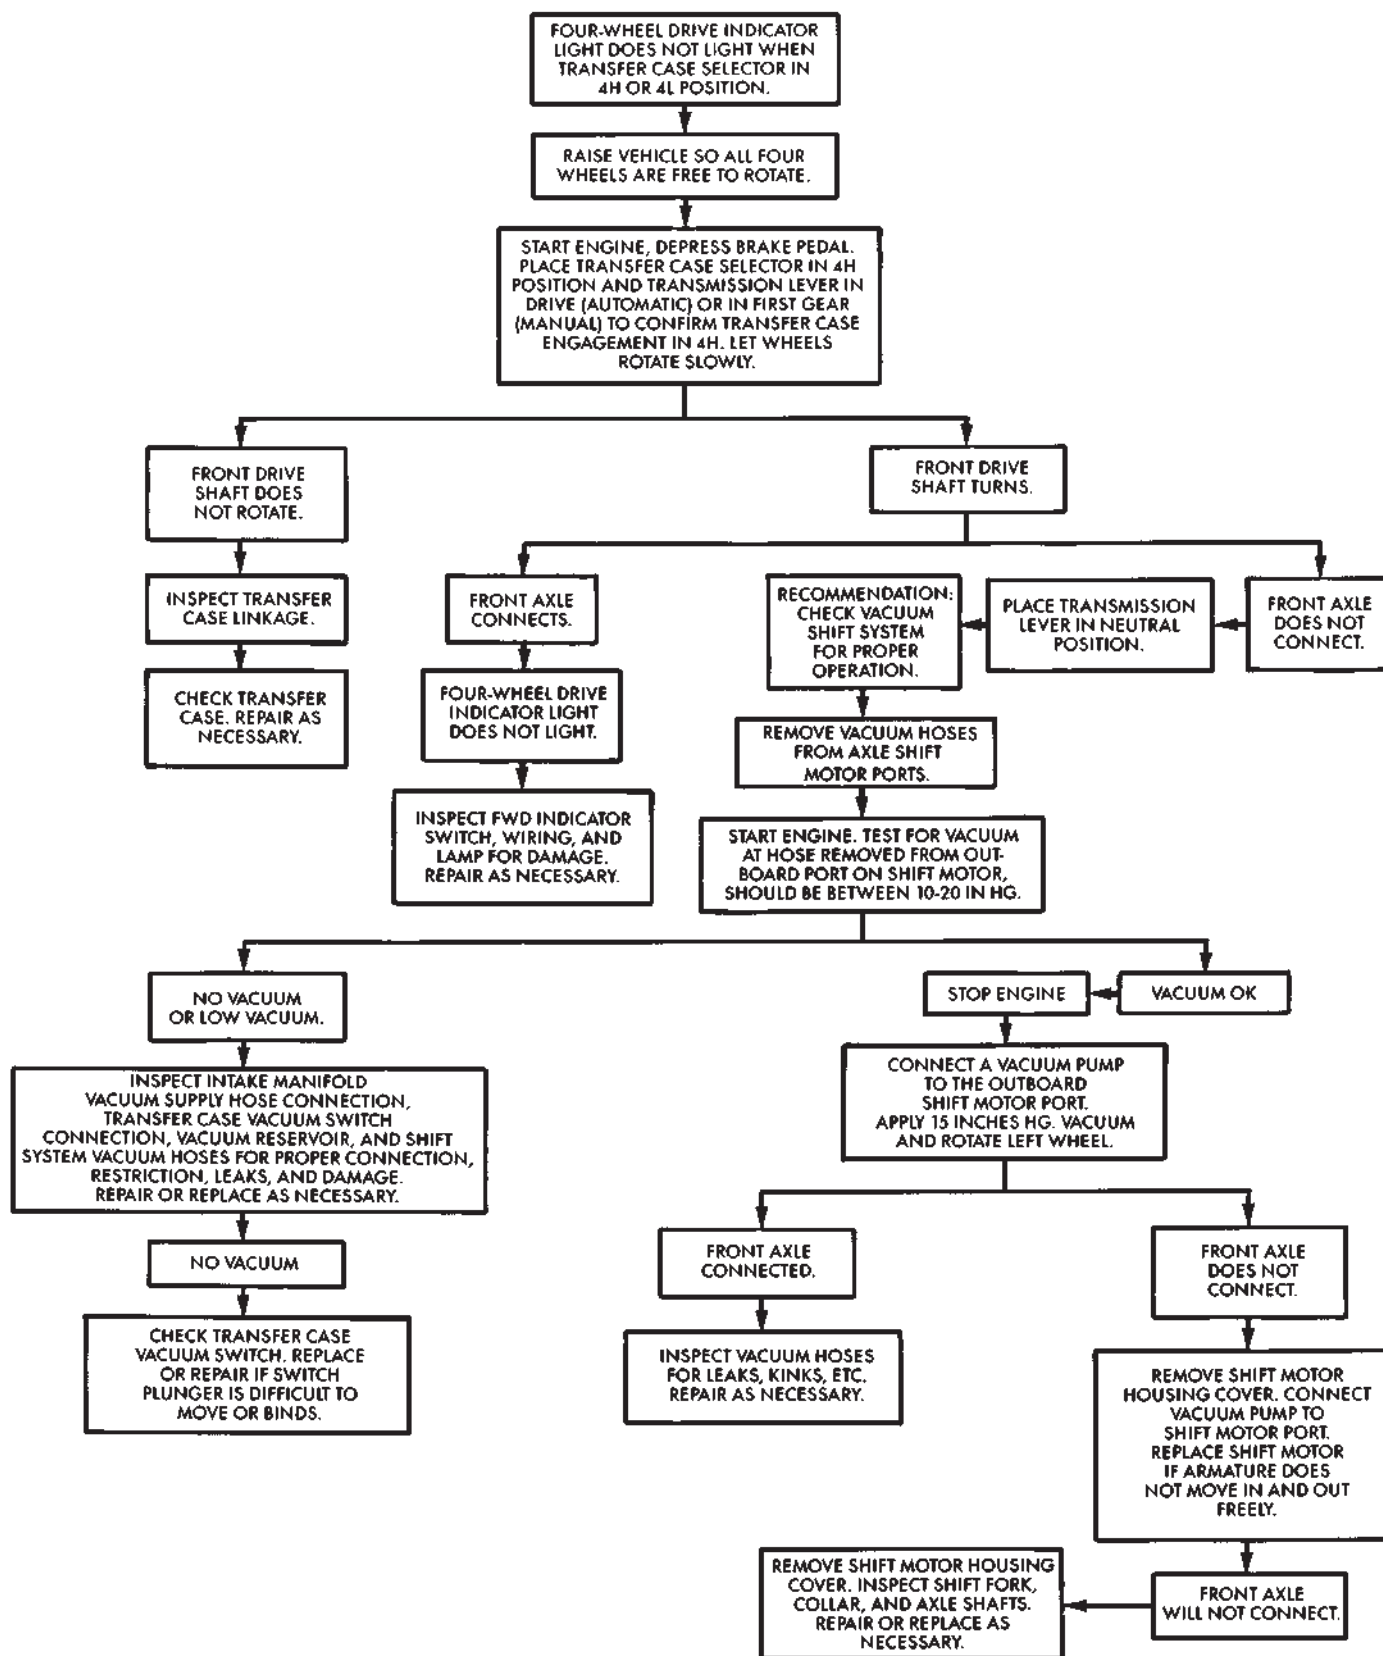 FOUR-WHEEL DRIVE INDICATOR
LIGHT DOES NOT LIGHT WHEN
TRANSFER CASE SELECTOR IN
4H OR 4L POSITION.
RAISE VEHICLE SO ALL FOUR
WHEELS ARE FREE TO ROTATE.
START ENGINE, DEPRESS BRAKE PEDAL.
PLACE TRANSFER CASE SELECTOR IN 4H
POSITION AND TRANSMISSION LEVER IN
DRIVE (AUTOMATIC) OR IN FIRST GEAR
(MANUAL) TO CONFIRM TRANSFER CASE
ENGAGEMENT IN 4H. LET WHEELS
ROTATE SLOWLY.
FRONT DRIVE
SHAFT DOES
NOT ROTATE.
FRONT DRIVE
SHAFT TURNS.
INSPECT TRANSFER
CASE LINKAGE.
CHECK TRANSFER
CASE. REPAIR AS
NECESSARY.
FRONT AXLE
CONNECTS.
FOUR-WHEEL DRIVE
INDICATOR LIGHT
DOES NOT LIGHT.
INSPECT FWD INDICATOR
SWITCH, WIRING, AND
LAMP FOR DAMAGE.
REPAIR AS NECESSARY.
FRONT AXLE
DOES NOT
CONNECT.
PLACE TRANSMISSION
LEVER IN NEUTRAL
POSITION.
RECOMMENDATION:
CHECK VACUUM
SHIFT SYSTEM
FOR PROPER
OPERATION.
REMOVE VACUUM HOSES
FROM AXLE SHIFT
MOTOR PORTS.
START ENGINE. TEST FOR VACUUM
AT HOSE REMOVED FROM OUT-
BOARD PORT ON SHIFT MOTOR,
SHOULD BE BETWEEN 10-20 IN HG.
NO VACUUM
OR LOW VACUUM.
INSPECT INTAKE MANIFOLD
VACUUM SUPPLY HOSE CONNECTION,
TRANSFER CASE VACUUM SWITCH
CONNECTION, VACUUM RESERVOIR, AND SHIFT
SYSTEM VACUUM HOSES FOR PROPER CONNECTION,
RESTRICTION, LEAKS, AND DAMAGE.
REPAIR OR REPLACE AS NECESSARY.
NO VACUUM
CHECK TRANSFER CASE
VACUUM SWITCH. REPLACE
OR REPAIR IF SWITCH
PLUNGER IS DIFFICULT TO
MOVE OR BINDS.
VACUUM OK
STOP ENGINE
CONNECT A VACUUM PUMP
TO THE OUTBOARD
SHIFT MOTOR PORT.
APPLY 15 INCHES HG. VACUUM
AND ROTATE LEFT WHEEL.
FRONT AXLE
CONNECTED.
INSPECT VACUUM HOSES
FOR LEAKS, KINKS, ETC.
REPAIR AS NECESSARY.
FRONT AXLE
DOES NOT
CONNECT.
REMOVE SHIFT MOTOR
HOUSING COVER. CONNECT
VACUUM PUMP TO
SHIFT MOTOR PORT.
REPLACE SHIFT MOTOR
IF ARMATURE DOES
NOT MOVE IN AND OUT
FREELY.
FRONT AXLE
WILL NOT CONNECT.
REMOVE SHIFT MOTOR HOUSING
COVER. INSPECT SHIFT FORK,
COLLAR, AND AXLE SHAFTS.
REPAIR OR REPLACE AS
NECESSARY.